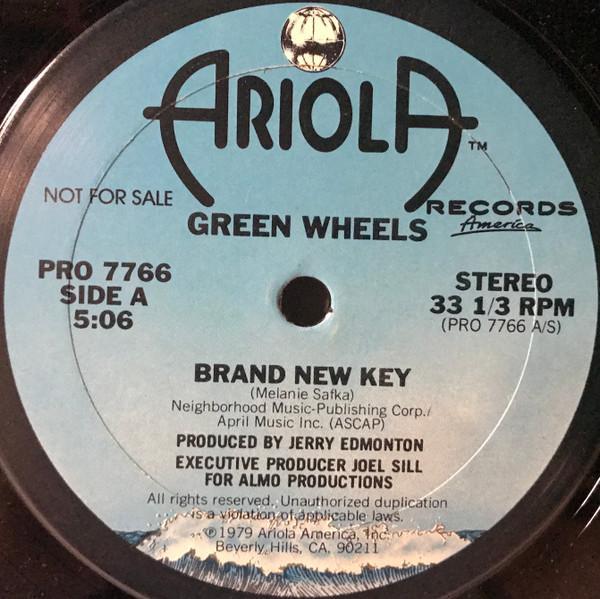 ARIOLA TM
NOT FOR SALE
RECORDS
America
GREEN WHEELS
PRO 7766
SIDE A
5:06
STEREO
33 1/3 RPM
(PRO 7766 A/S)
BRAND NEW KEY
(Melanie Safka)
Neighborhood Music-Publishing Corp./
April Music Inc. (ASCAP)
PRODUCED BY JERRY EDMONTON
EXECUTIVE PRODUCER JOEL SILL
FOR ALMO PRODUCTIONS
All rights reserved. Unauthorized duplication
is a violation of applicable laws.
℗1979 Ariola America, Inc.
Beverly Hills, CA. 90211